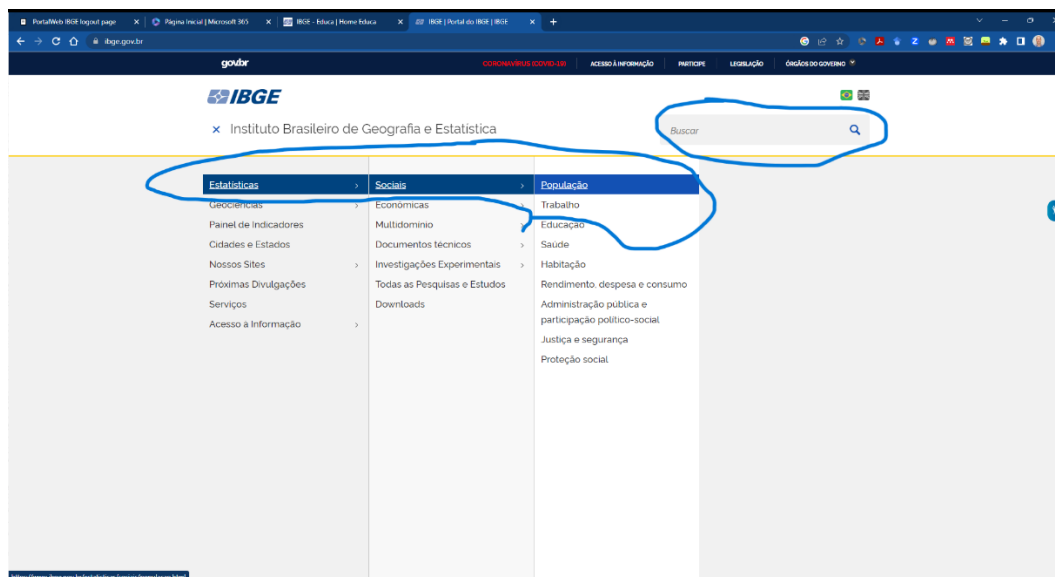 PortalWeb IBGE logout page
Página Inicial | Microsoft 365
IBGE - Educa | Home Educa
IBGE | Portal do IBGE | IBGE
ibge.gov.br
govbr
CORONAVÍRUS (COVID-19)
ACESSO À INFORMAÇÃO
PARTICIPE
LEGISLAÇÃO
ÓRGÃOS DO GOVERNO
IBGE
Instituto Brasileiro de Geografia e Estatística
Buscar
Estatísticas
Geociências
Painel de Indicadores
Cidades e Estados
Nossos Sites
Próximas Divulgações
Serviços
Acesso à Informação
Sociais
Econômicas
Multidomínio
Documentos técnicos
Investigações Experimentais
Todas as Pesquisas e Estudos
Downloads
População
Trabalho
Educação
Saúde
Habitação
Rendimento, despesa e consumo
Administração pública e
participação político-social
Justiça e segurança
Proteção social